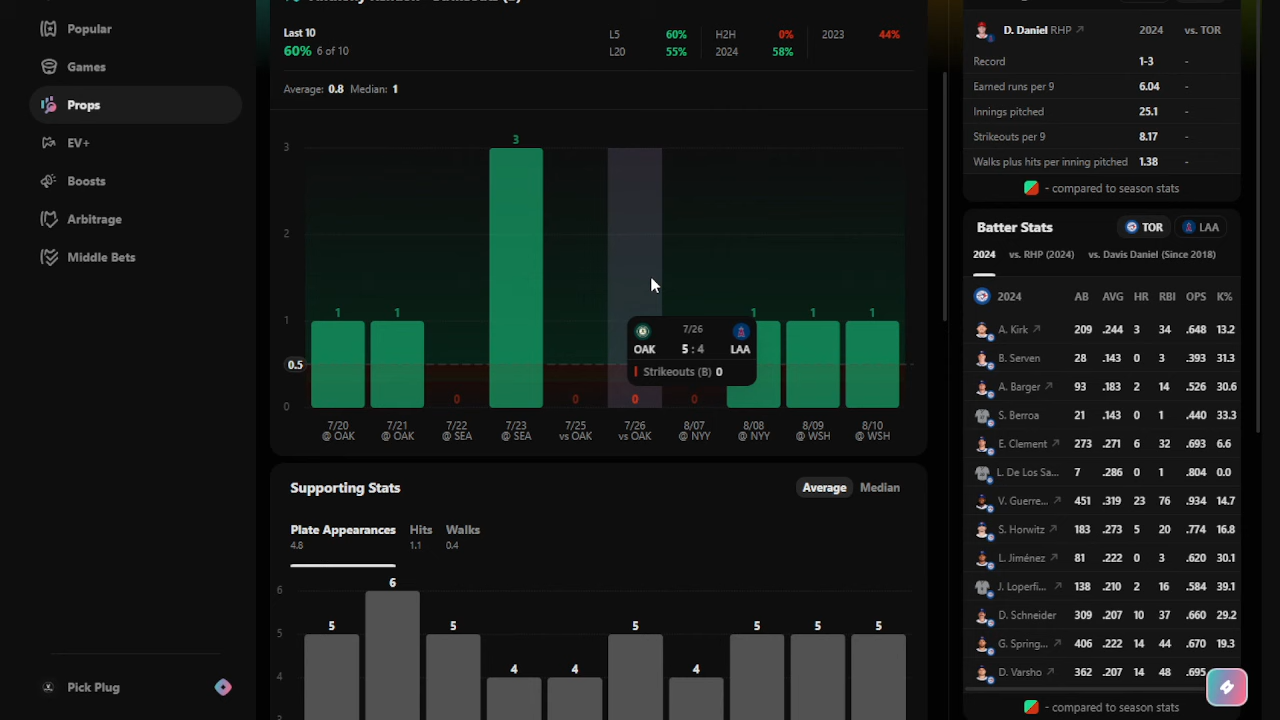 Popular
Games
Props
EV+
Boosts
Arbitrage
Middle Bets
Pick Plug
Last 10
60% 6 of 10
L5 60% H2H 0% 2023 44%
L20 55% 2024 58%
Average: 0.8 Median: 1
3
2
1
0.5
0
1 1 0 3 0 0 0 1 1 1
OAK 7/26 LAA
5 : 4
Strikeouts (B) 0
7/20 7/21 7/22 7/23 7/25 7/26 8/07 8/08 8/09 8/10
@ OAK @ OAK @ SEA @ SEA vs OAK vs OAK @ NYY @ NYY @ WSH @ WSH
Supporting Stats Average Median
Plate Appearances Hits Walks
4.8 1.1 0.4
6
5
4
5 6 5 4 4 5 4 5 5 5
D. Daniel RHP 2024 vs. TOR
Record 1-3 -
Earned runs per 9 6.04 -
Innings pitched 25.1 -
Strikeouts per 9 8.17 -
Walks plus hits per inning pitched 1.38 -
- compared to season stats
Batter Stats TOR LAA
2024 vs. RHP (2024) vs. Davis Daniel (Since 2018)
2024 AB AVG HR RBI OPS K%
A. Kirk 209 .244 3 34 .648 13.2
B. Serven 28 .143 0 3 .393 31.3
A. Barger 93 .183 2 14 .526 30.6
S. Berroa 21 .143 0 1 .440 33.3
E. Clement 273 .271 6 32 .693 6.6
L. De Los Sa... 7 .286 0 1 .804 0.0
V. Guerre... 451 .319 23 76 .934 14.7
S. Horwitz 183 .273 5 20 .774 16.8
L. Jiménez 81 .222 0 3 .620 30.1
J. Loperfi... 138 .210 2 16 .584 39.1
D. Schneider 309 .207 10 37 .660 29.2
G. Spring... 406 .222 14 44 .670 19.3
D. Varsho 362 .207 14 48 .695
- compared to season stats